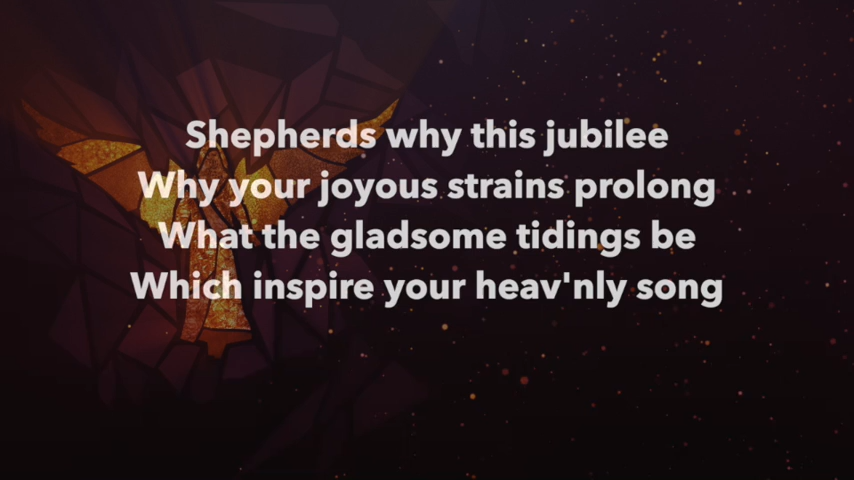 Shepherds why this jubilee
Why your joyous strains prolong
What the gladsome tidings be
Which inspire your heav'nly song